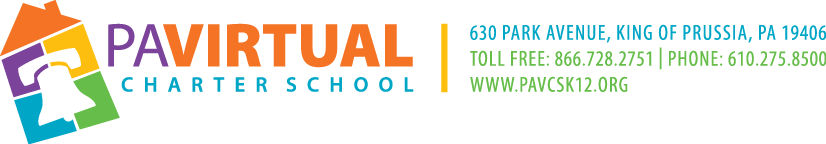 PAVIRTUAL
CHARTER SCHOOL
630 PARK AVENUE, KING OF PRUSSIA, PA 19406
TOLL FREE: 866.728.2751 | PHONE: 610.275.8500
WWW.PAVCSK12.ORG